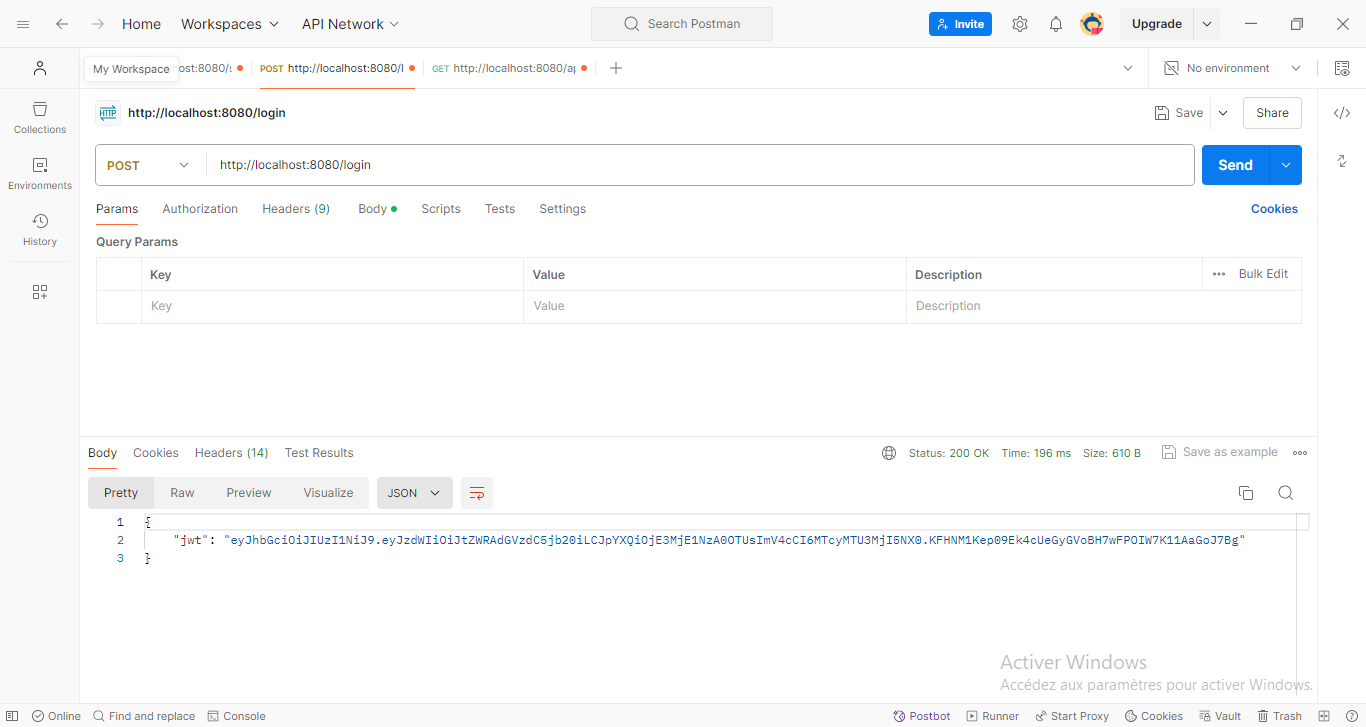 Home Workspaces API Network Search Postman Invite Upgrade
My Workspace ost:8080/s POST http://localhost:8080/l GET http://localhost:8080/ap No environment
HTTP http://localhost:8080/login Save Share
Collections
POST http://localhost:8080/login Send
Environments
Params Authorization Headers (9) Body Scripts Tests Settings Cookies
History
Query Params
Key Value Description Bulk Edit
Key Value Description
Body Cookies Headers (14) Test Results Status: 200 OK Time: 196 ms Size: 610 B Save as example
Pretty Raw Preview Visualize JSON
1 {
2 "jwt": "eyJhbGciOiJIUzI1NiJ9.eyJzdWIiOiJtZWRAdGVzdC5jb20iLCJpYXQiOjE3MjE1NzA0OTUsImV4cCI6MTcyMTU3MjI5NX0.KFHNM1Kep09Ek4cUeGyGVoBH7wFPOIW7K11AaGoJ7Bg"
3 }
Activer Windows
Accédez aux paramètres pour activer Windows.
Online Find and replace Console Postbot Runner Start Proxy Cookies Vault Trash